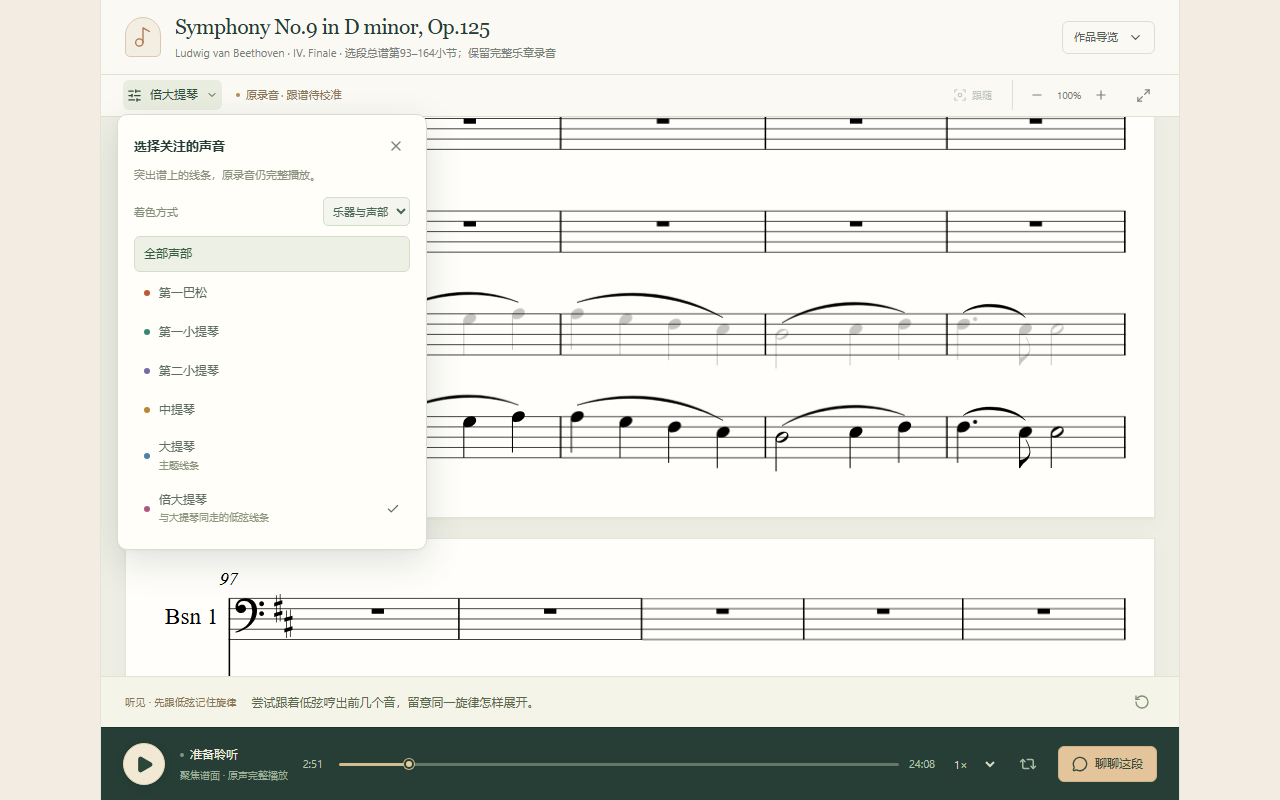 Symphony No.9 in D minor, Op.125
Ludwig van Beethoven · IV. Finale · 选段总谱第93–164小节；保留完整乐章录音
作品导览
倍大提琴
原录音 · 跟谱待校准
跟随
100%
选择关注的声音
突出谱上的线条，原录音仍完整播放。
着色方式
乐器与声部
全部声部
第一巴松
第一小提琴
第二小提琴
中提琴
大提琴
主题线条
倍大提琴
与大提琴同走的低弦线条
97
Bsn 1
听见 · 先跟低弦记住旋律
尝试跟着低弦哼出前几个音，留意同一旋律怎样展开。
准备聆听
聚焦谱面 · 原声完整播放
2:51
24:08
1×
聊聊这段